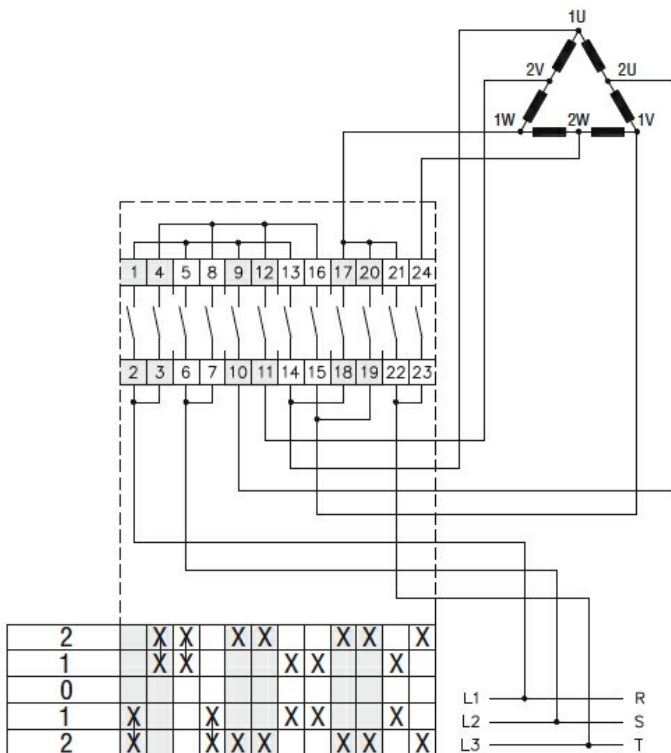 1U
2V 2U
1W 2W 1V
1 4 5 8 9 12 13 16 17 20 21 24
2 3 6 7 10 11 14 15 18 19 22 23
2 X X X X X X X
1 X X X X X
0
1 X X X X X
2 X X X X X X X
L1 R
L2 S
L3 T